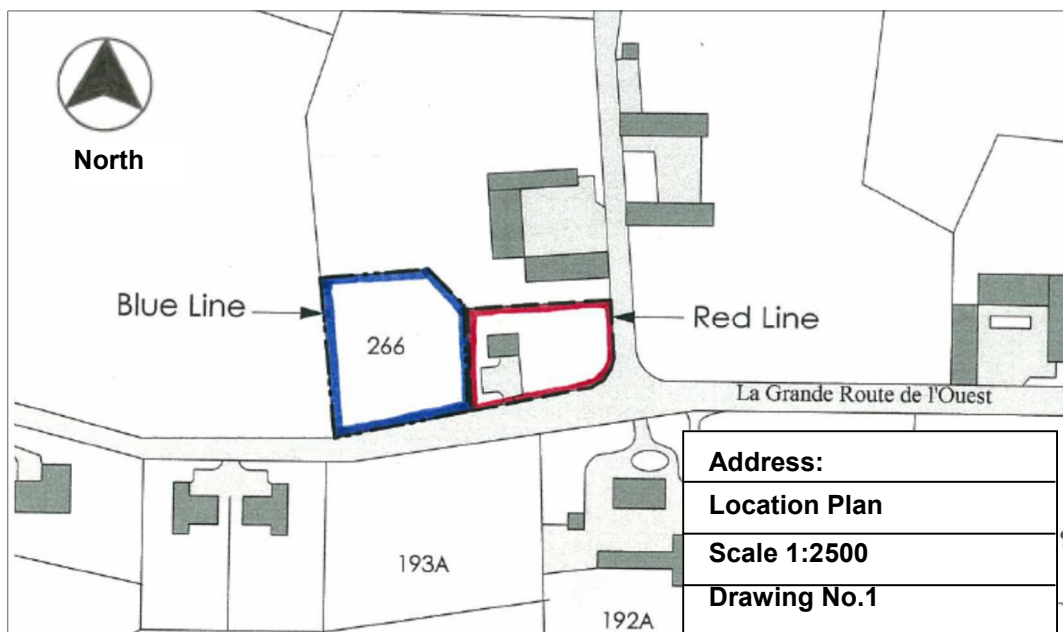 North
Blue Line
266
Red Line
La Grande Route de l'Ouest
193A
192A
Address:
Location Plan
Scale 1:2500
Drawing No.1